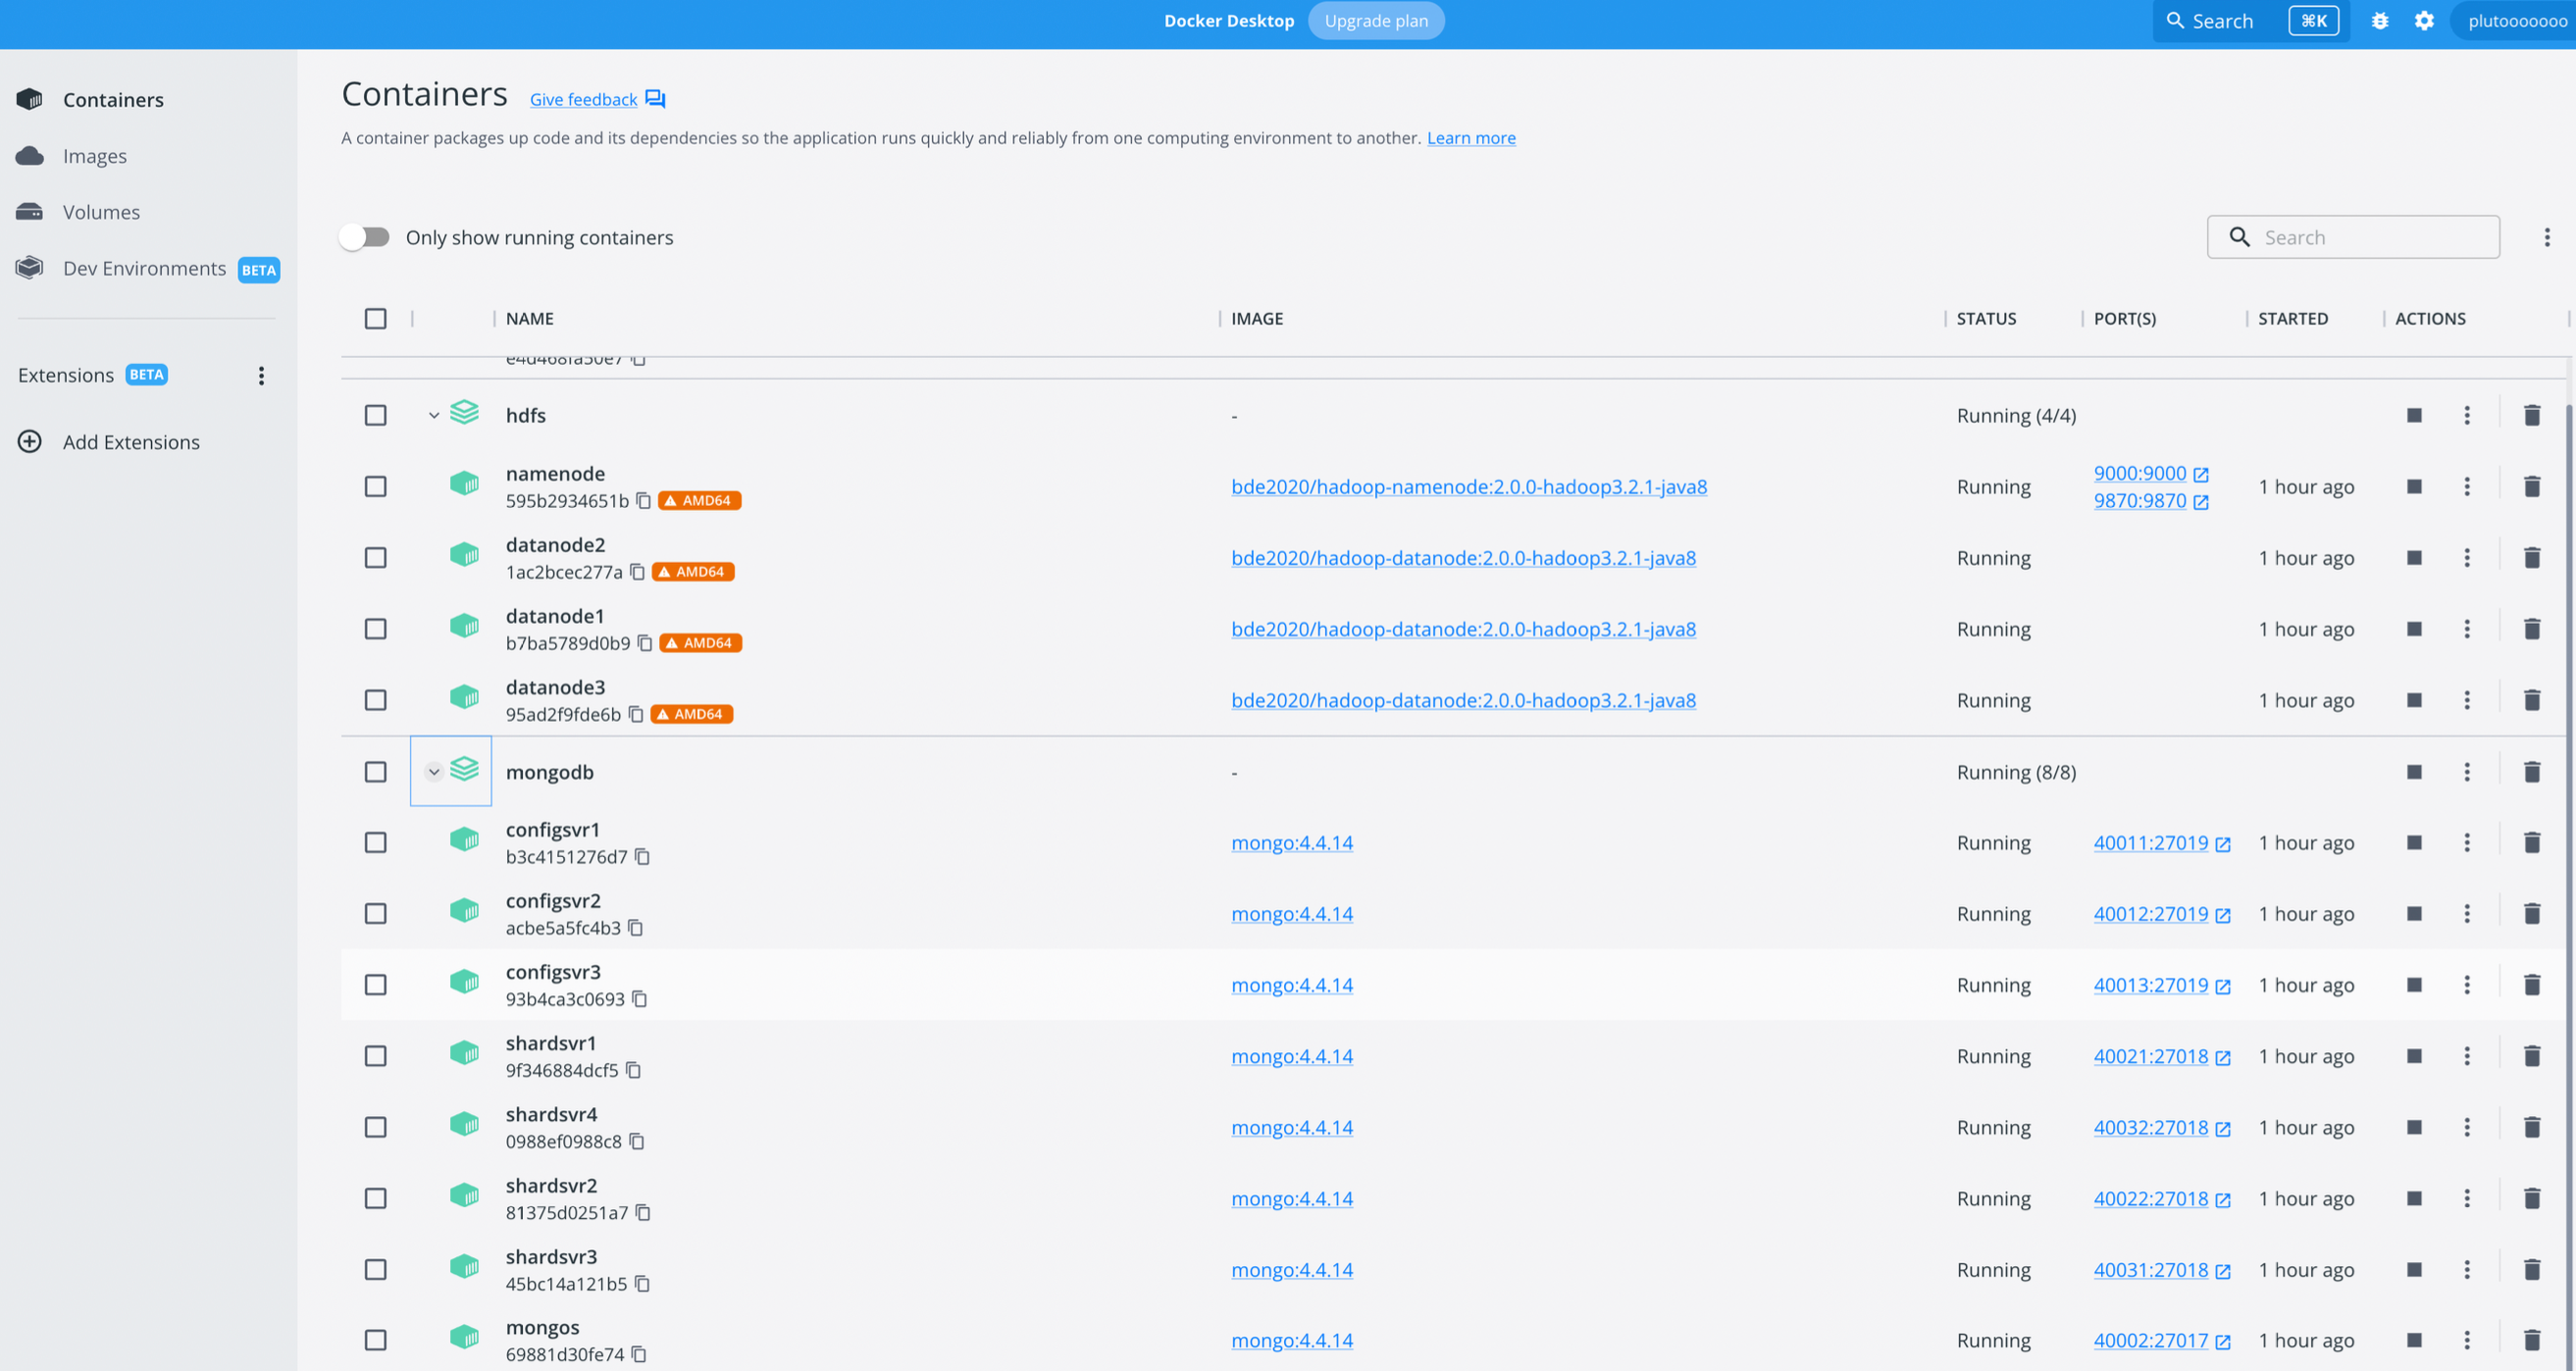 Docker Desktop Upgrade plan Search ⌘K plutooooooo
Containers
Images
Volumes
Dev Environments BETA
Extensions BETA
Add Extensions
Containers Give feedback
A container packages up code and its dependencies so the application runs quickly and reliably from one computing environment to another. Learn more
Only show running containers Search
NAME IMAGE STATUS PORT(S) STARTED ACTIONS
hdfs - Running (4/4)
namenode
595b2934651b AMD64 bde2020/hadoop-namenode:2.0.0-hadoop3.2.1-java8 Running 9000:9000 9870:9870 1 hour ago
datanode2
1ac2bcec277a AMD64 bde2020/hadoop-datanode:2.0.0-hadoop3.2.1-java8 Running 1 hour ago
datanode1
b7ba5789d0b9 AMD64 bde2020/hadoop-datanode:2.0.0-hadoop3.2.1-java8 Running 1 hour ago
datanode3
95ad2f9fde6b AMD64 bde2020/hadoop-datanode:2.0.0-hadoop3.2.1-java8 Running 1 hour ago
mongodb - Running (8/8)
configsvr1
b3c4151276d7 mongo:4.4.14 Running 40011:27019 1 hour ago
configsvr2
acbe5a5fc4b3 mongo:4.4.14 Running 40012:27019 1 hour ago
configsvr3
93b4ca3c0693 mongo:4.4.14 Running 40013:27019 1 hour ago
shardsvr1
9f346884dcf5 mongo:4.4.14 Running 40021:27018 1 hour ago
shardsvr4
0988ef0988c8 mongo:4.4.14 Running 40032:27018 1 hour ago
shardsvr2
81375d0251a7 mongo:4.4.14 Running 40022:27018 1 hour ago
shardsvr3
45bc14a121b5 mongo:4.4.14 Running 40031:27018 1 hour ago
mongos
69881d30fe74 mongo:4.4.14 Running 40002:27017 1 hour ago